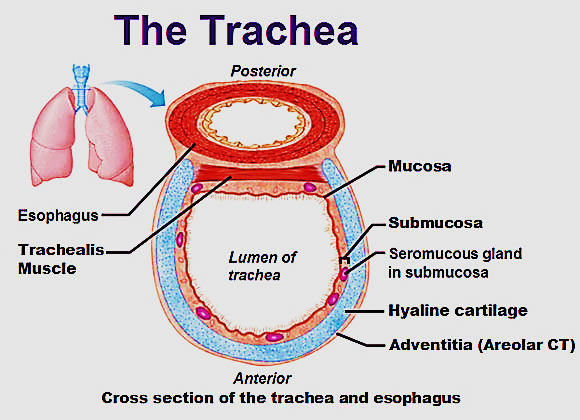 The Trachea
Posterior
Mucosa
Esophagus
Submucosa
Trachealis
Muscle
Lumen of
trachea
Seromucous gland
in submucosa
Hyaline cartilage
Adventitia (Areolar CT)
Anterior
Cross section of the trachea and esophagus